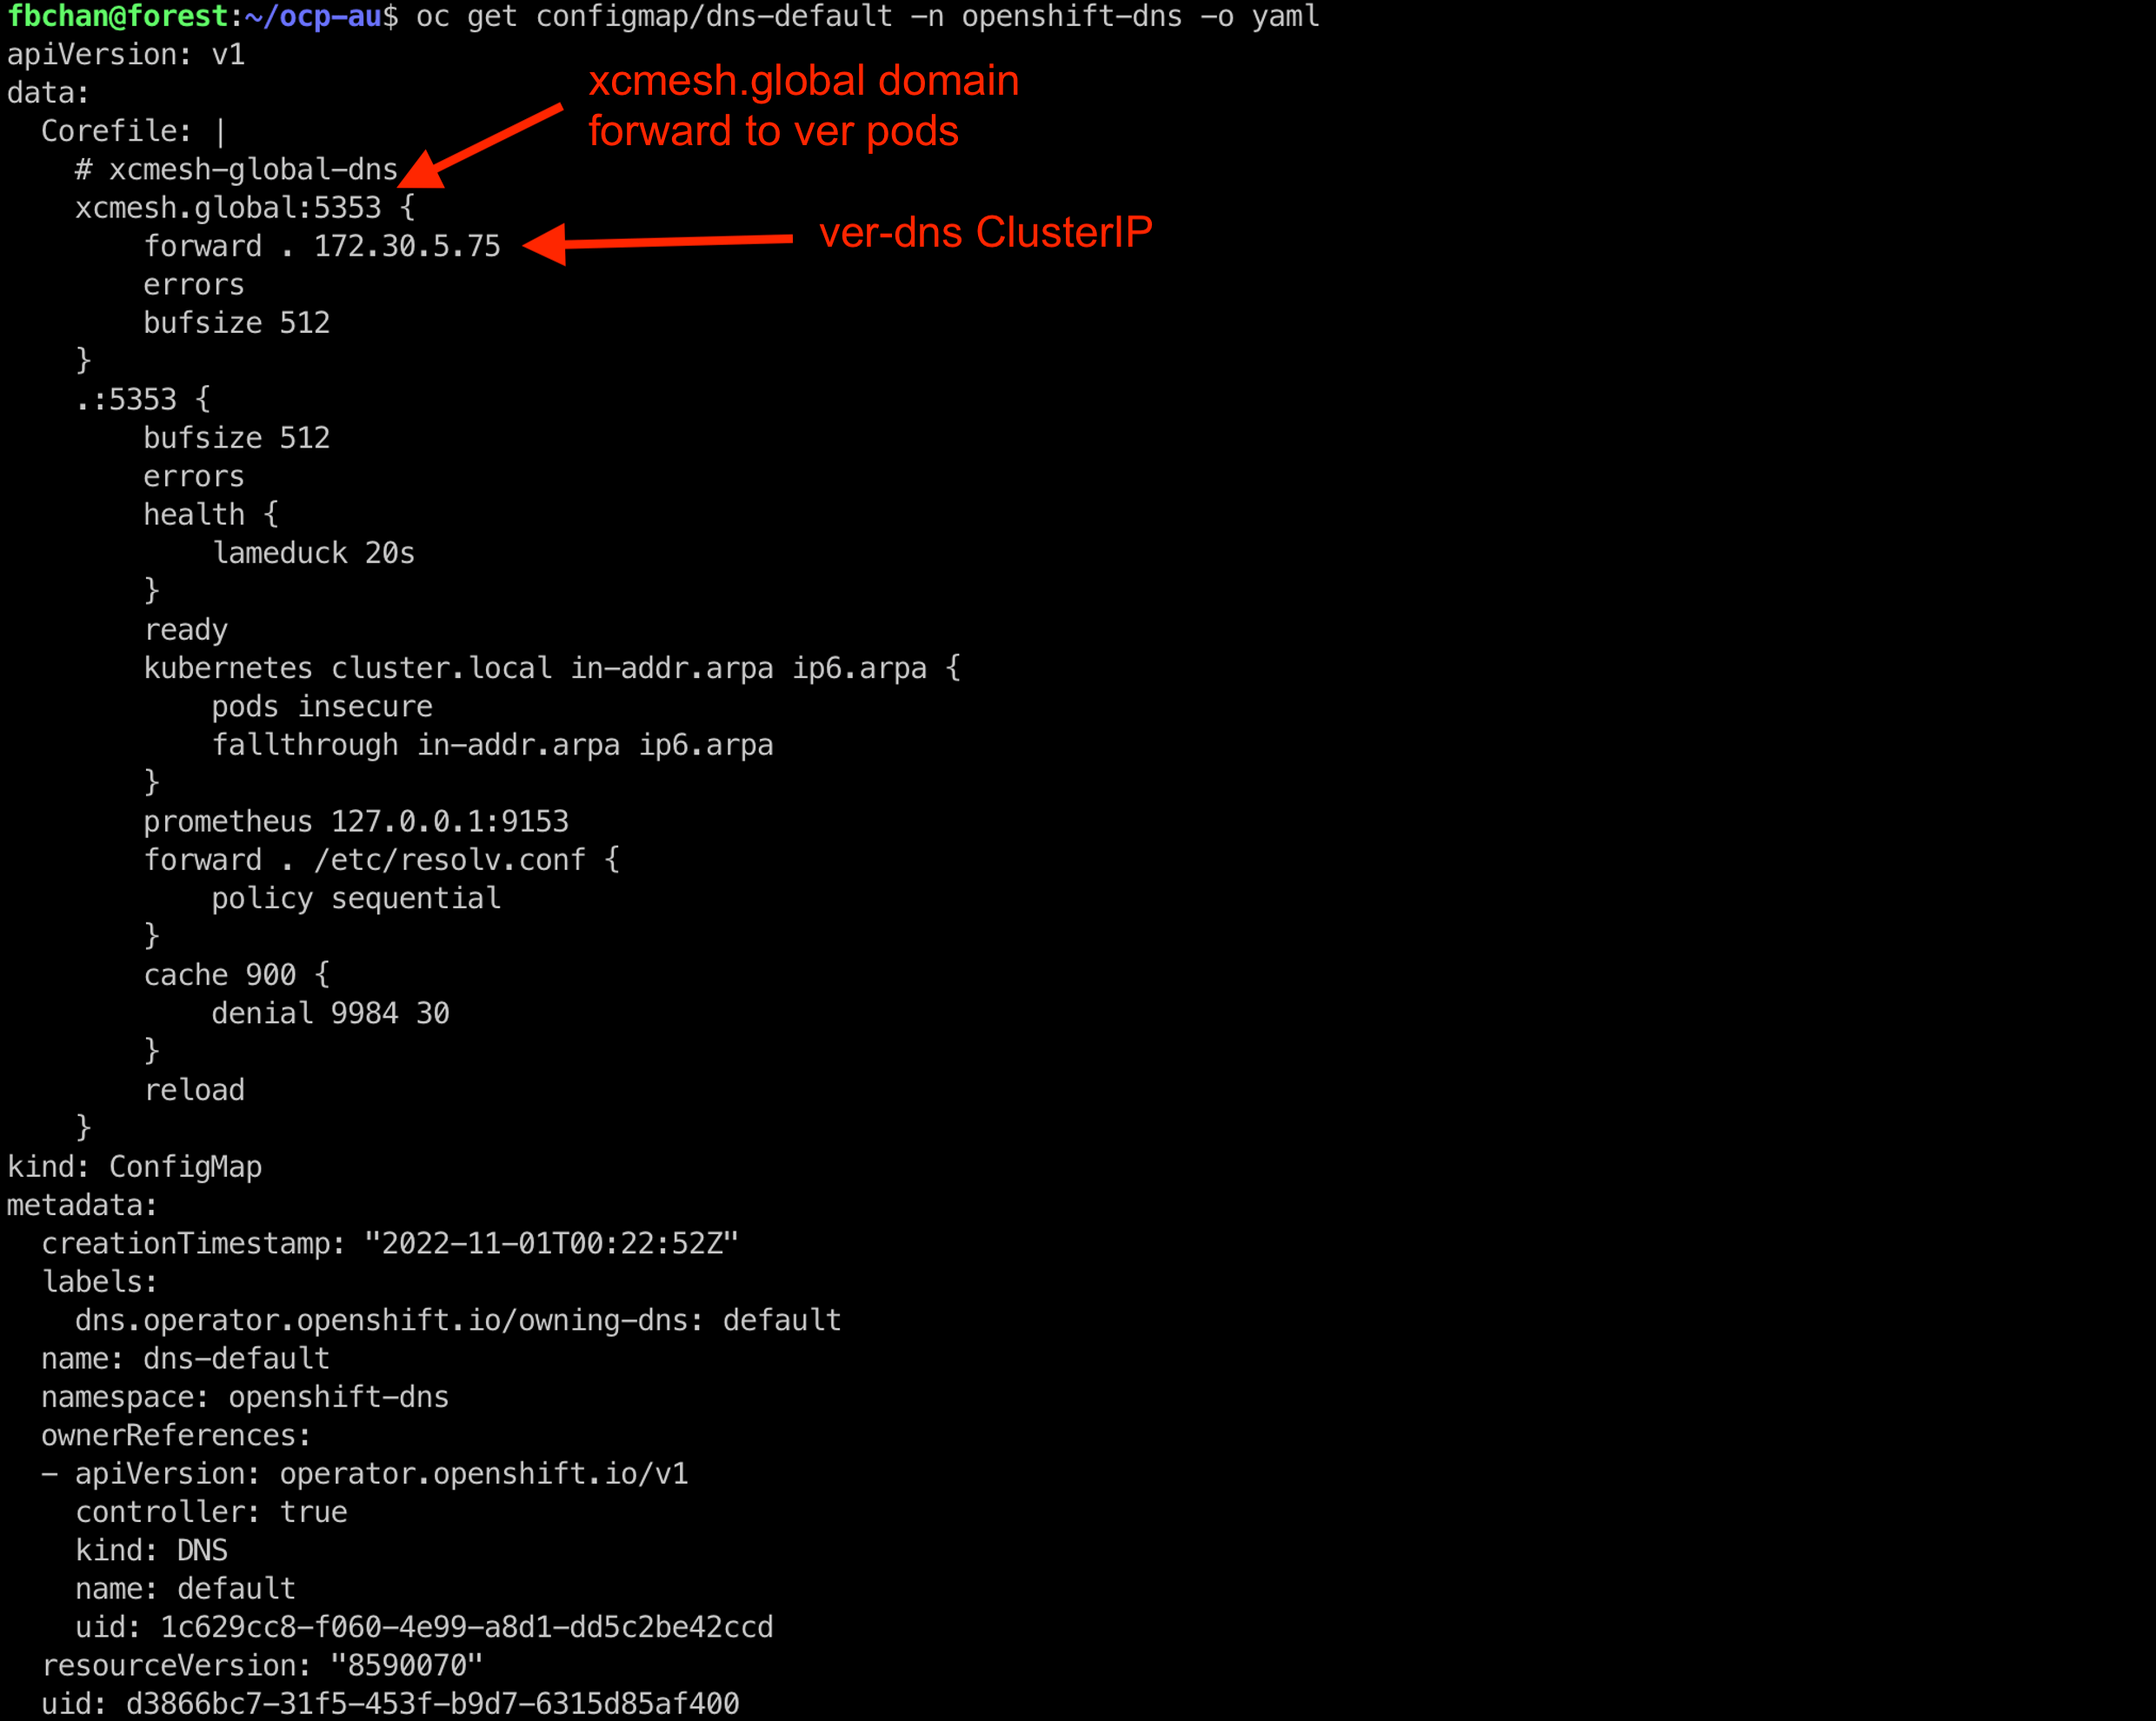 fbchan@forest:~/ocp-au$ oc get configmap/dns-default -n openshift-dns -o yaml
apiVersion: v1
data:
xcmesh.global domain
forward to ver pods
  Corefile: |
    # xcmesh-global-dns
    xcmesh.global:5353 {
        forward . 172.30.5.75
ver-dns ClusterIP
        errors
        bufsize 512
    }
    .:5353 {
        bufsize 512
        errors
        health {
            lameduck 20s
        }
        ready
        kubernetes cluster.local in-addr.arpa ip6.arpa {
            pods insecure
            fallthrough in-addr.arpa ip6.arpa
        }
        prometheus 127.0.0.1:9153
        forward . /etc/resolv.conf {
            policy sequential
        }
        cache 900 {
            denial 9984 30
        }
        reload
    }
kind: ConfigMap
metadata:
  creationTimestamp: "2022-11-01T00:22:52Z"
  labels:
    dns.operator.openshift.io/owning-dns: default
  name: dns-default
  namespace: openshift-dns
  ownerReferences:
  - apiVersion: operator.openshift.io/v1
    controller: true
    kind: DNS
    name: default
    uid: 1c629cc8-f060-4e99-a8d1-dd5c2be42ccd
  resourceVersion: "8590070"
  uid: d3866bc7-31f5-453f-b9d7-6315d85af400